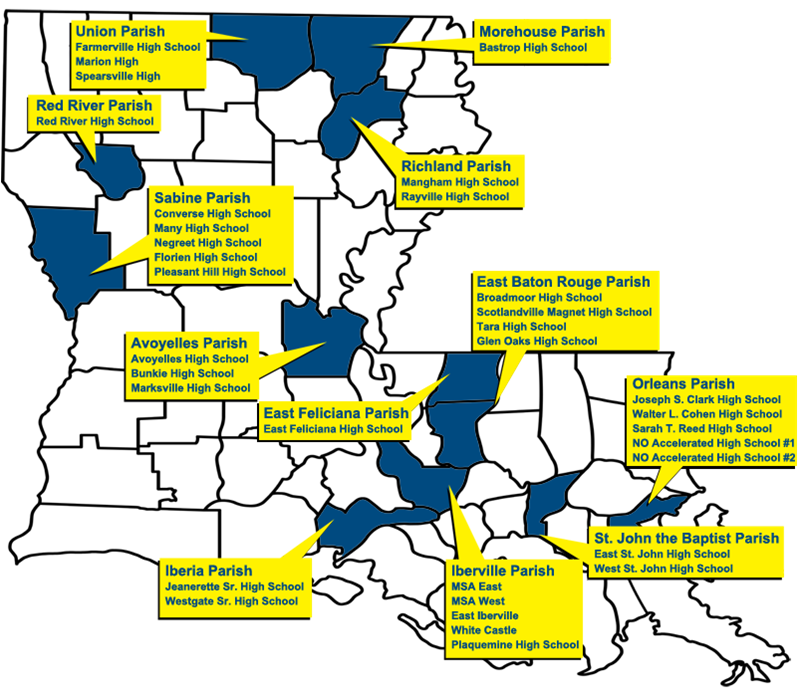 Union Parish
Farmerville High School
Marion High
Spearsville High
Morehouse Parish
Bastrop High School
Red River Parish
Red River High School
Richland Parish
Mangham High School
Rayville High School
Sabine Parish
Converse High School
Many High School
Negreet High School
Florien High School
Pleasant Hill High School
East Baton Rouge Parish
Broadmoor High School
Scotlandville Magnet High School
Tara High School
Glen Oaks High School
Avoyelles Parish
Avoyelles High School
Bunkie High School
Marksville High School
Orleans Parish
Joseph S. Clark High School
Walter L. Cohen High School
Sarah T. Reed High School
NO Accelerated High School #1
NO Accelerated High School #2
East Feliciana Parish
East Feliciana High School
St. John the Baptist Parish
East St. John High School
West St. John High School
Iberia Parish
Jeanerette Sr. High School
Westgate Sr. High School
Iberville Parish
MSA East
MSA West
East Iberville
White Castle
Plaquemine High School